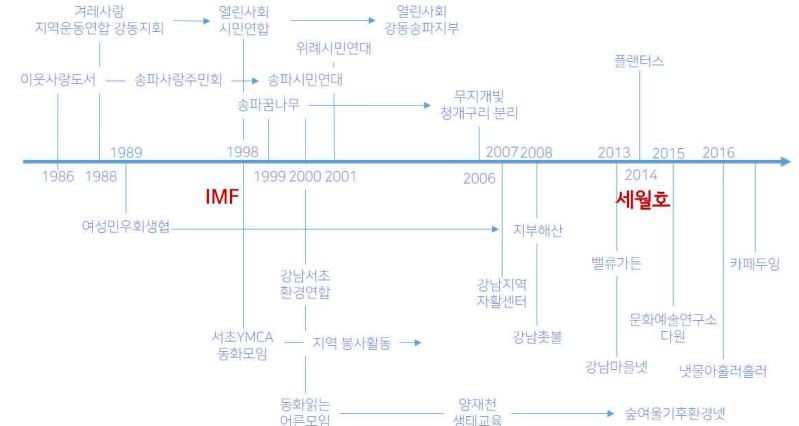 겨레사랑
지역운동연합 강동지회
열린사회
시민연합
열린사회
강동송파지부
위례시민연대
이웃사랑도서
송파사랑주민회
송파시민연대
플랜터스
송파꿈나무
무지개빛
청개구리 분리
1989
1998
2007 2008
2013
2015
2016
1986
1988
1999 2000 2001
2006
2014
IMF
세월호
여성민우회생협
지부해산
밸류가든
카페두잉
강남서초
환경연합
강남지역
자활센터
서초YMCA
동화모임
지역 봉사활동
강남촛불
문화예술연구소
다원
강남마을넷
냇물아흘러흘러
동화읽는
어른모임
양재천
생태교육
숲여울기후환경넷